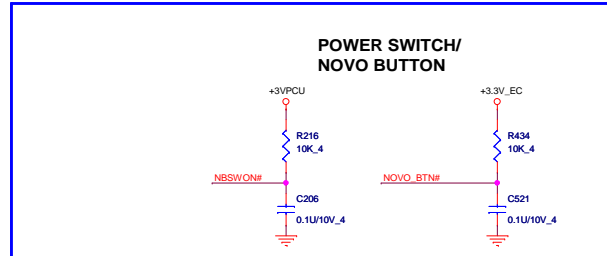 POWER SWITCH/
NOVO BUTTON
+3VPCU
+3.3V_EC
R216
10K_4
R434
10K_4
NBSWON#
NOVO_BTN#
C206
0.1U/10V_4
C521
0.1U/10V_4